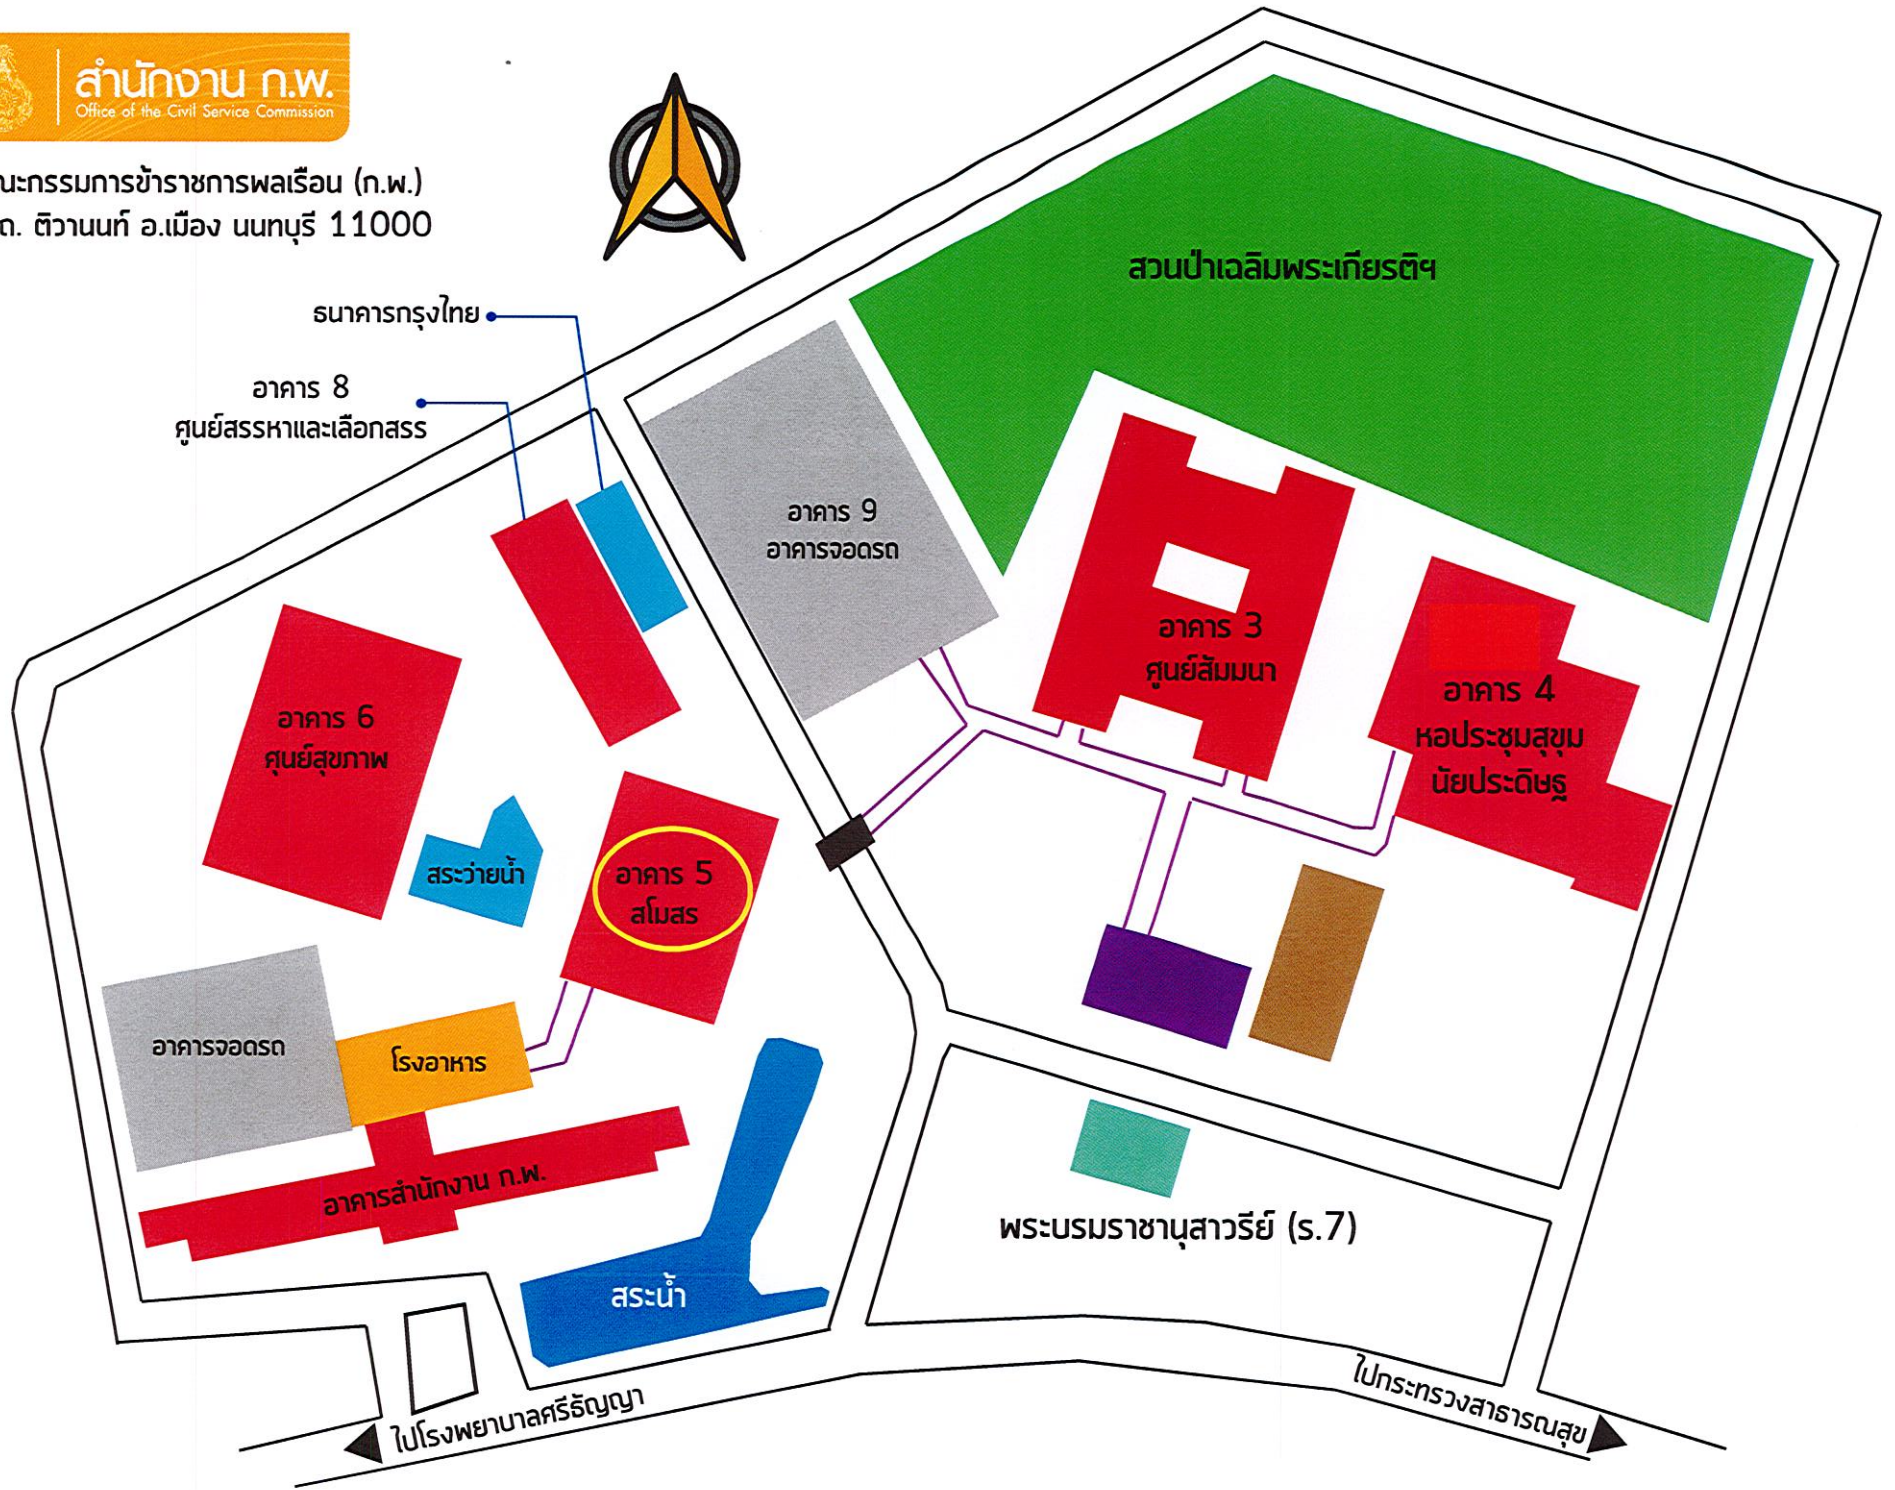 สำนักงาน ก.พ.
Office of the Civil Service Commission
ณะกรรมการข้าราชการพลเรือน (ก.พ.)
ถ. ติวานนท์ อ.เมือง นนทบุรี 11000
ธนาคารกรุงไทย
อาคาร 8
ศูนย์สรรหาและเลือกสรร
สวนป่าเฉลิมพระเกียรติฯ
อาคาร 9
อาคารจอดรถ
อาคาร 3
ศูนย์สัมมนา
อาคาร 4
หอประชุมสุขุม
นัยประดิษฐ
อาคาร 6
ศูนย์สุขภาพ
สระว่ายน้ำ
อาคาร 5
สโมสร
อาคารจอดรถ
โรงอาหาร
อาคารสำนักงาน ก.พ.
พระบรมราชานุสาวรีย์ (ร.7)
สระน้ำ
ไปโรงพยาบาลศรีธัญญา
ไปกระทรวงสาธารณสุข